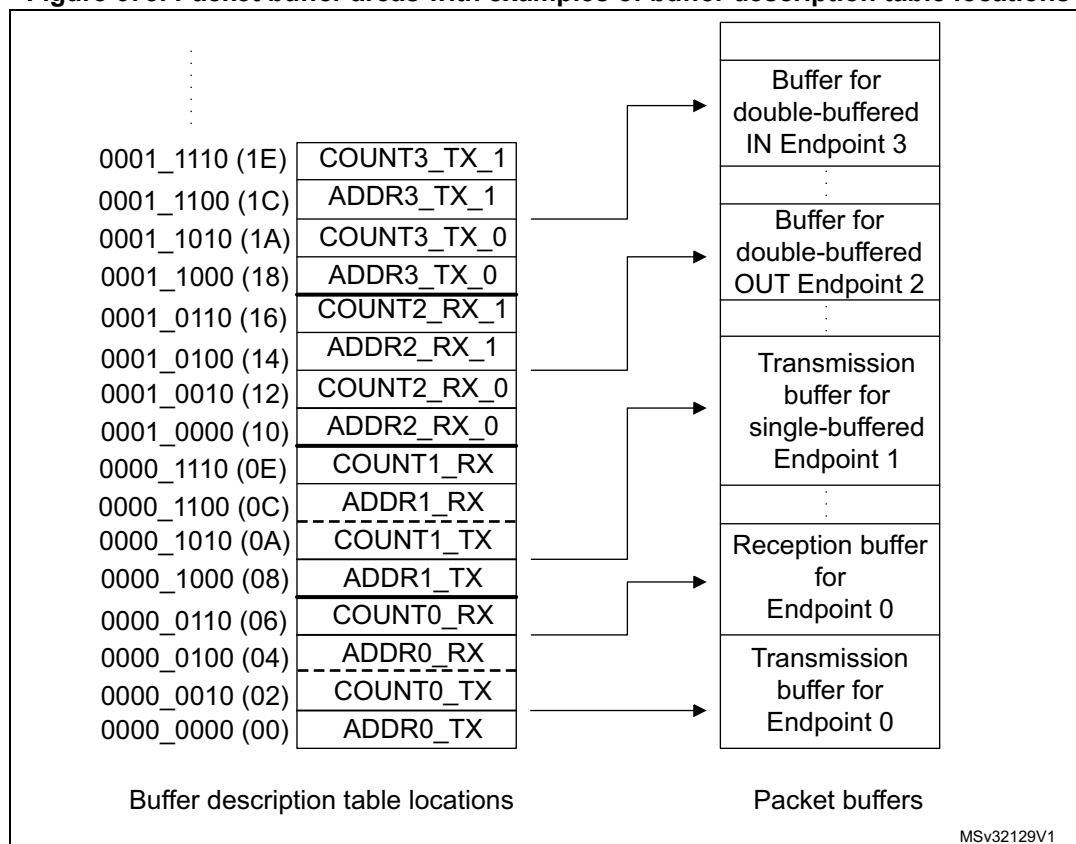 0001_1110 (1E) COUNT3_TX_1
0001_1100 (1C) ADDR3_TX_1
0001_1010 (1A) COUNT3_TX_0
0001_1000 (18) ADDR3_TX_0
0001_0110 (16) COUNT2_RX_1
0001_0100 (14) ADDR2_RX_1
0001_0010 (12) COUNT2_RX_0
0001_0000 (10) ADDR2_RX_0
0000_1110 (0E) COUNT1_RX
0000_1100 (0C) ADDR1_RX
0000_1010 (0A) COUNT1_TX
0000_1000 (08) ADDR1_TX
0000_0110 (06) COUNT0_RX
0000_0100 (04) ADDR0_RX
0000_0010 (02) COUNT0_TX
0000_0000 (00) ADDR0_TX
Buffer description table locations
Buffer for
double-buffered
IN Endpoint 3
Buffer for
double-buffered
OUT Endpoint 2
Transmission
buffer for
single-buffered
Endpoint 1
Reception buffer
for
Endpoint 0
Transmission
buffer for
Endpoint 0
Packet buffers
MSv32129V1